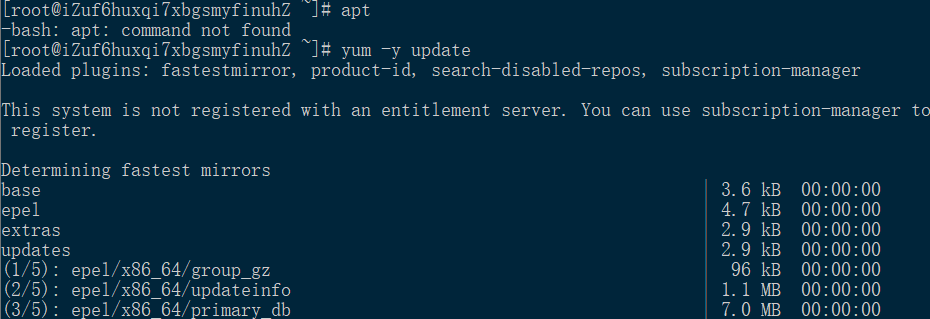 [root@iZuf6huxqi7xbgsmyfinuhZ ~]# apt
-bash: apt: command not found
[root@iZuf6huxqi7xbgsmyfinuhZ ~]# yum -y update
Loaded plugins: fastestmirror, product-id, search-disabled-repos, subscription-manager
This system is not registered with an entitlement server. You can use subscription-manager to
register.
Determining fastest mirrors
base | 3.6 kB 00:00:00
epel | 4.7 kB 00:00:00
extras | 2.9 kB 00:00:00
updates | 2.9 kB 00:00:00
(1/5): epel/x86_64/group_gz | 96 kB 00:00:00
(2/5): epel/x86_64/updateinfo | 1.1 MB 00:00:00
(3/5): epel/x86_64/primary_db | 7.0 MB 00:00:00